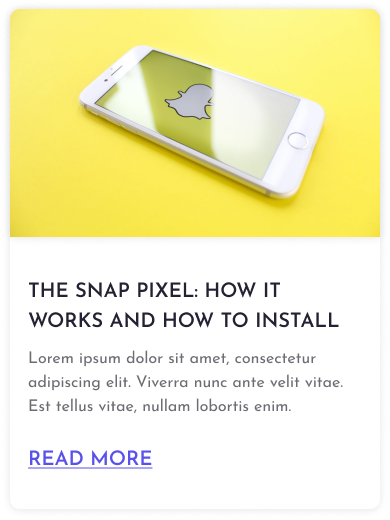 THE SNAP PIXEL: HOW IT
WORKS AND HOW TO INSTALL
Lorem ipsum dolor sit amet, consectetur
adipiscing elit. Viverra nunc ante velit vitae.
Est tellus vitae, nullam lobortis enim.
READ MORE